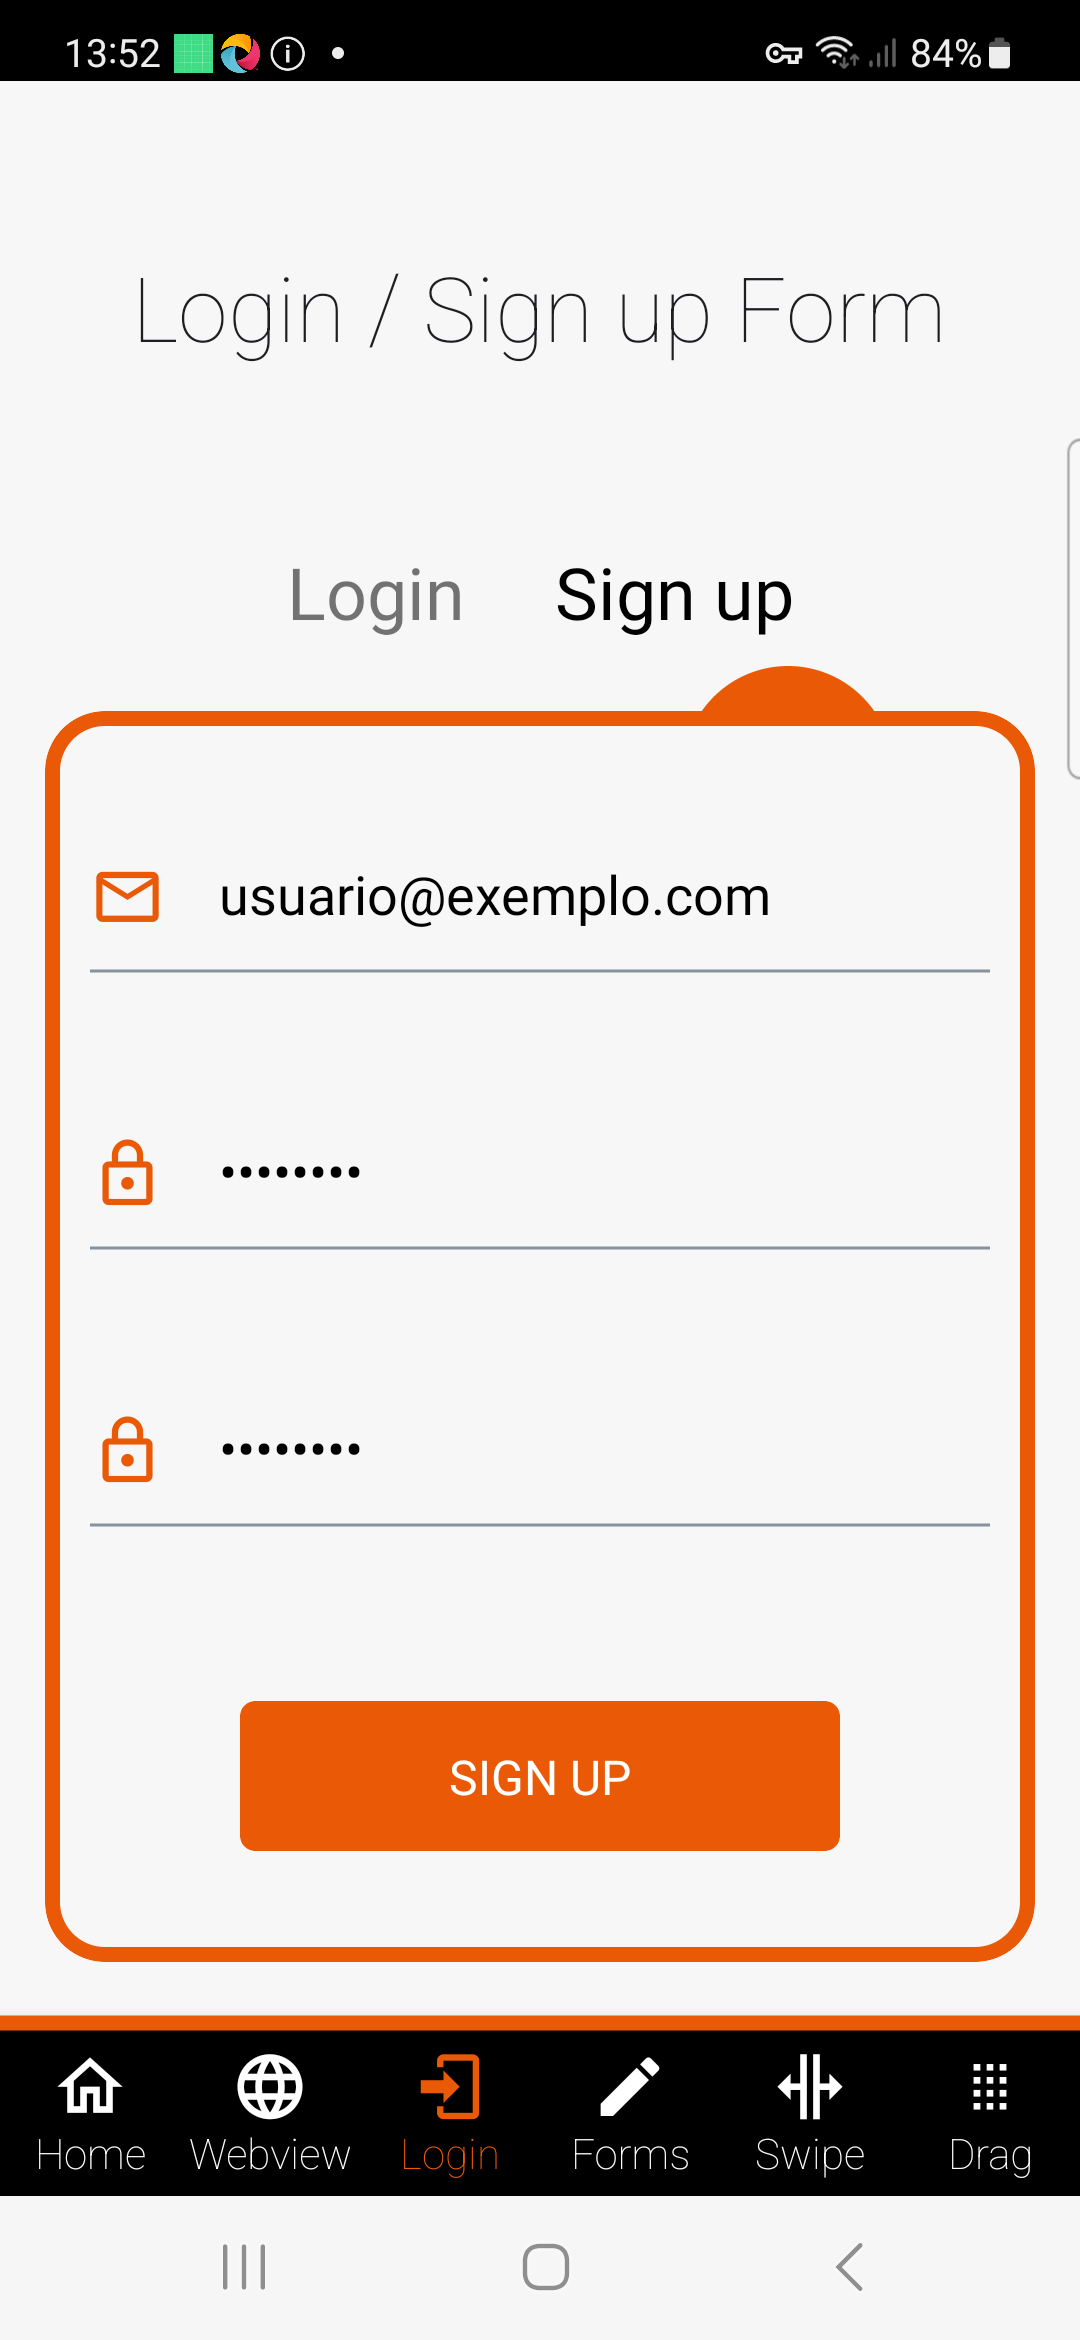 13:52 84%
Login / Sign up Form
Login Sign up
usuario@exemplo.com
••••••••
••••••••
SIGN UP
Home Webview Login Forms Swipe Drag